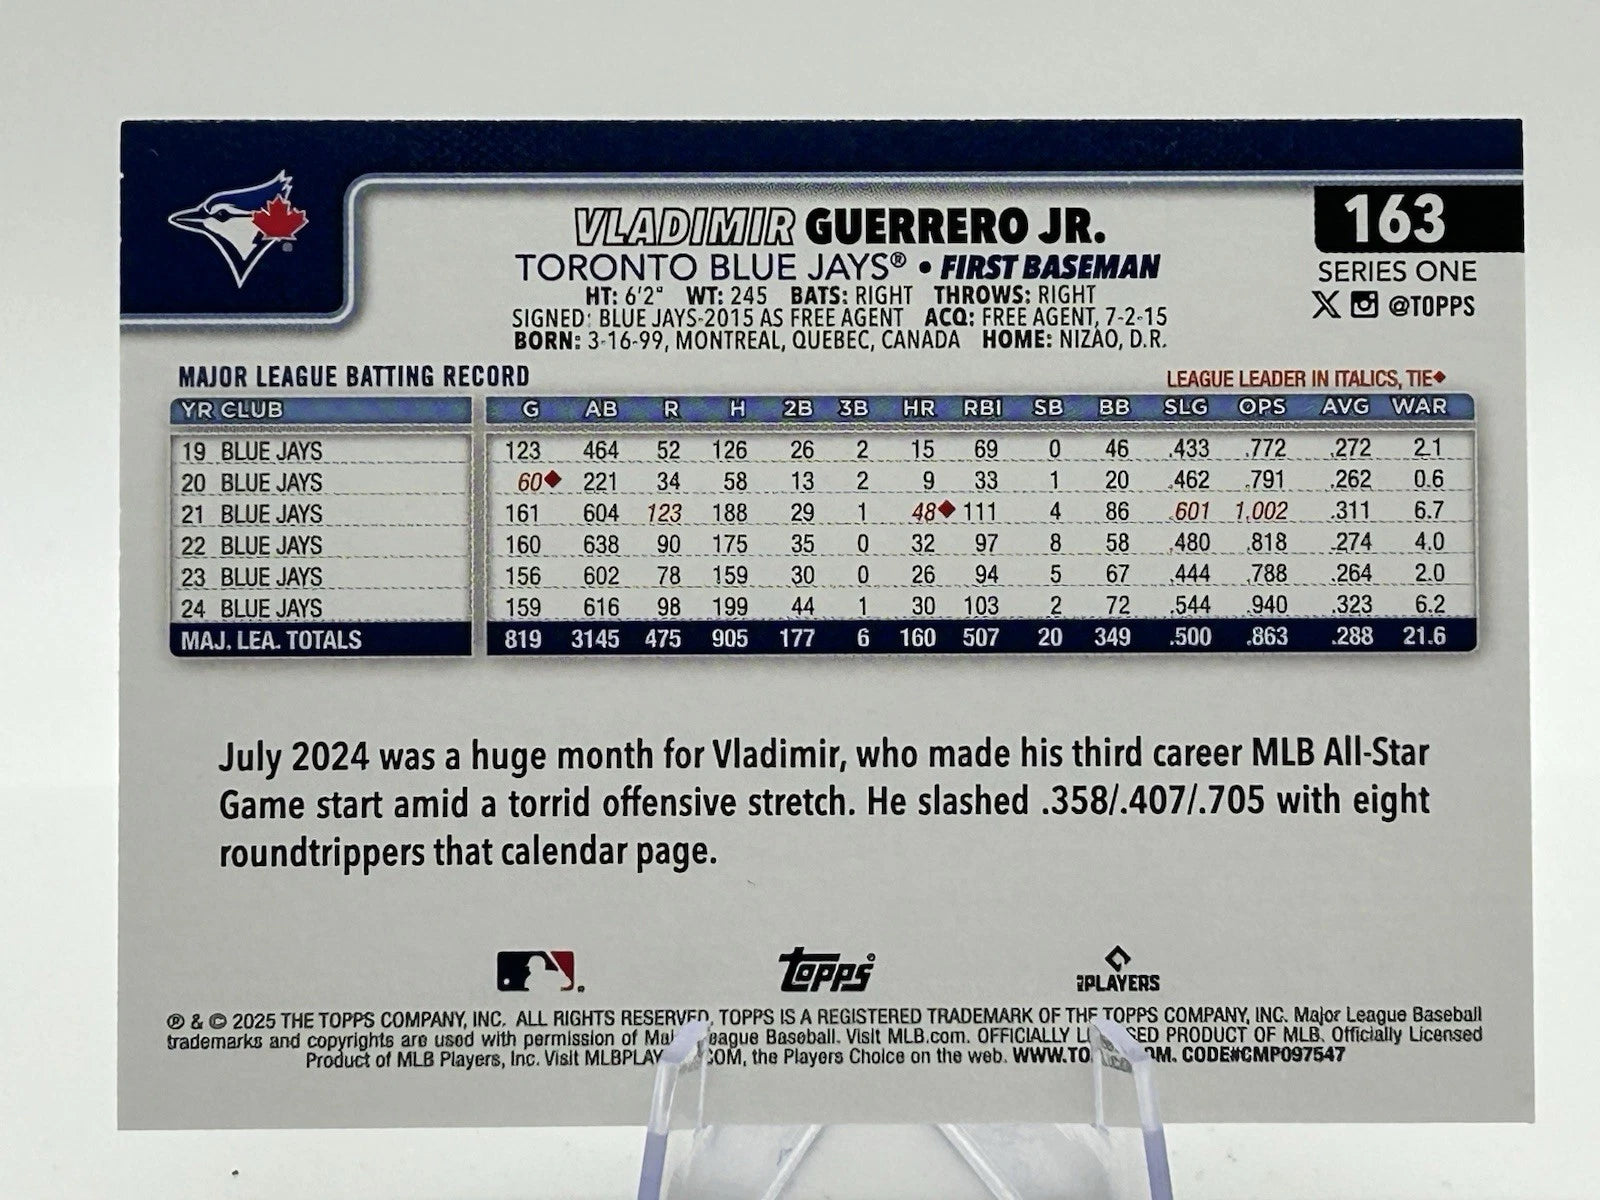 VLADIMIR GUERRERO JR.
163
TORONTO BLUE JAYS® • FIRST BASEMAN
SERIES ONE
HT: 6'2" WT: 245 BATS: RIGHT THROWS: RIGHT
@TOPPS
SIGNED: BLUE JAYS-2015 AS FREE AGENT ACQ: FREE AGENT, 7-2-15
BORN: 3-16-99, MONTREAL, QUEBEC, CANADA HOME: NIZAO, D.R.
MAJOR LEAGUE BATTING RECORD
LEAGUE LEADER IN ITALICS, TIE◆
YR CLUB G AB R H 2B 3B HR RBI SB BB SLG OPS AVG WAR
19 BLUE JAYS 123 464 52 126 26 2 15 69 0 46 .433 .772 .272 2.1
20 BLUE JAYS 60◆ 221 34 58 13 2 9 33 1 20 .462 .791 .262 0.6
21 BLUE JAYS 161 604 123 188 29 1 48◆ 111 4 86 .601 1.002 .311 6.7
22 BLUE JAYS 160 638 90 175 35 0 32 97 8 58 .480 .818 .274 4.0
23 BLUE JAYS 156 602 78 159 30 0 26 94 5 67 .444 .788 .264 2.0
24 BLUE JAYS 159 616 98 199 44 1 30 103 2 72 .544 .940 .323 6.2
MAJ. LEA. TOTALS 819 3145 475 905 177 6 160 507 20 349 .500 .863 .288 21.6
July 2024 was a huge month for Vladimir, who made his third career MLB All-Star
Game start amid a torrid offensive stretch. He slashed .358/.407/.705 with eight
roundtrippers that calendar page.
Topps®
PLAYERS
® & © 2025 THE TOPPS COMPANY, INC. ALL RIGHTS RESERVED. TOPPS IS A REGISTERED TRADEMARK OF THE TOPPS COMPANY, INC. Major League Baseball
trademarks and copyrights are used with permission of League Baseball. Visit MLB.com. OFFICIALLY PRODUCT OF MLB. Officially Licensed
Product of MLB Players, Inc. Visit the Players Choice on the web. CODE#CMP097547